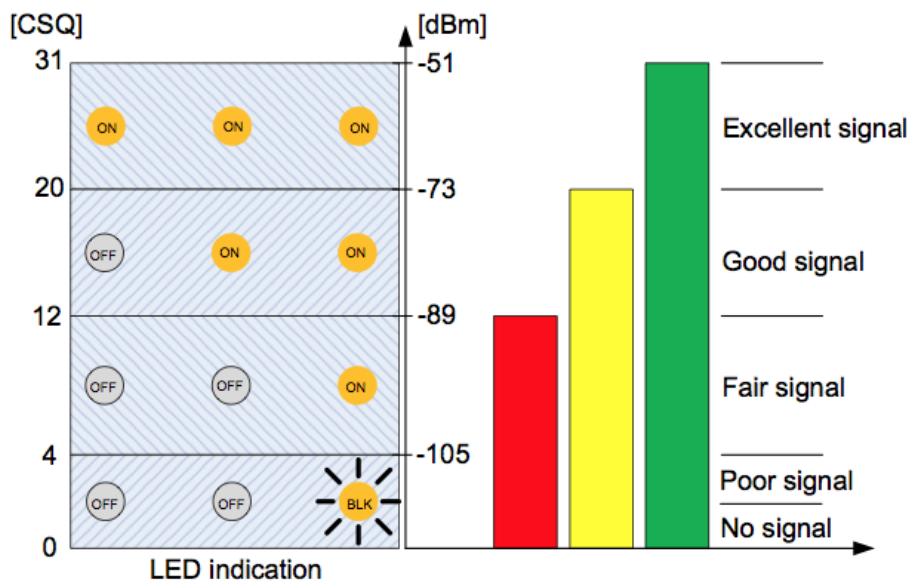 [CSQ] [dBm]
31 -51
ON ON ON Excellent signal
20 -73
OFF ON ON Good signal
12 -89
OFF OFF ON Fair signal
4 -105
OFF OFF BLK Poor signal
No signal
0
LED indication